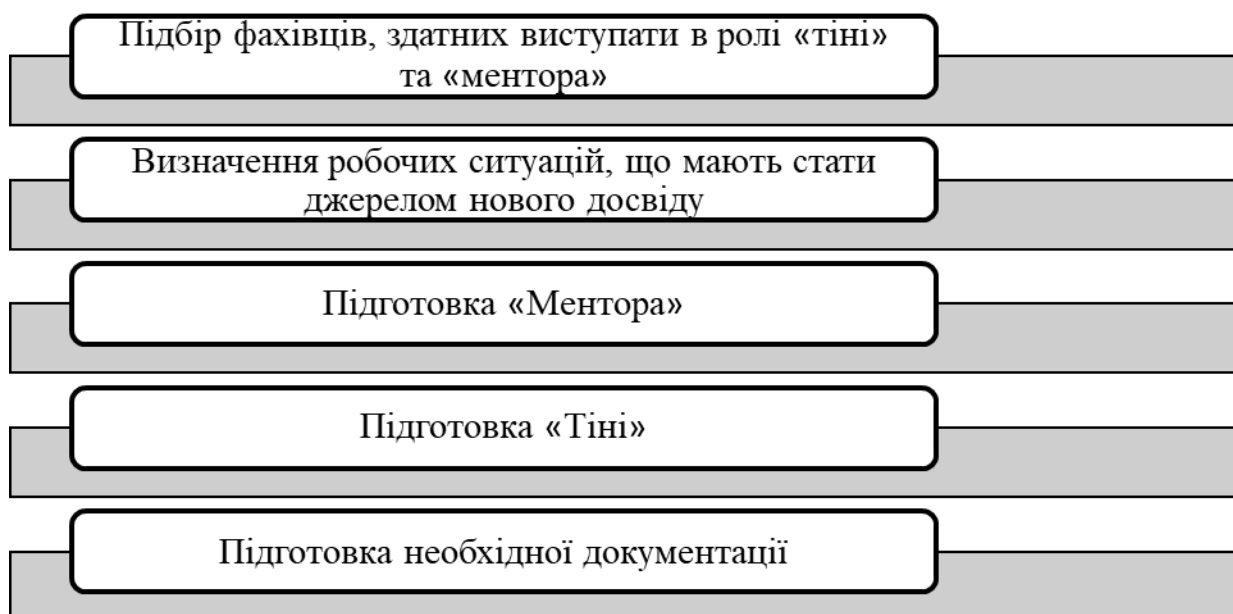 Підбір фахівців, здатних виступати в ролі «тіні»
та «ментора»
Визначення робочих ситуацій, що мають стати
джерелом нового досвіду
Підготовка «Ментора»
Підготовка «Тіні»
Підготовка необхідної документації